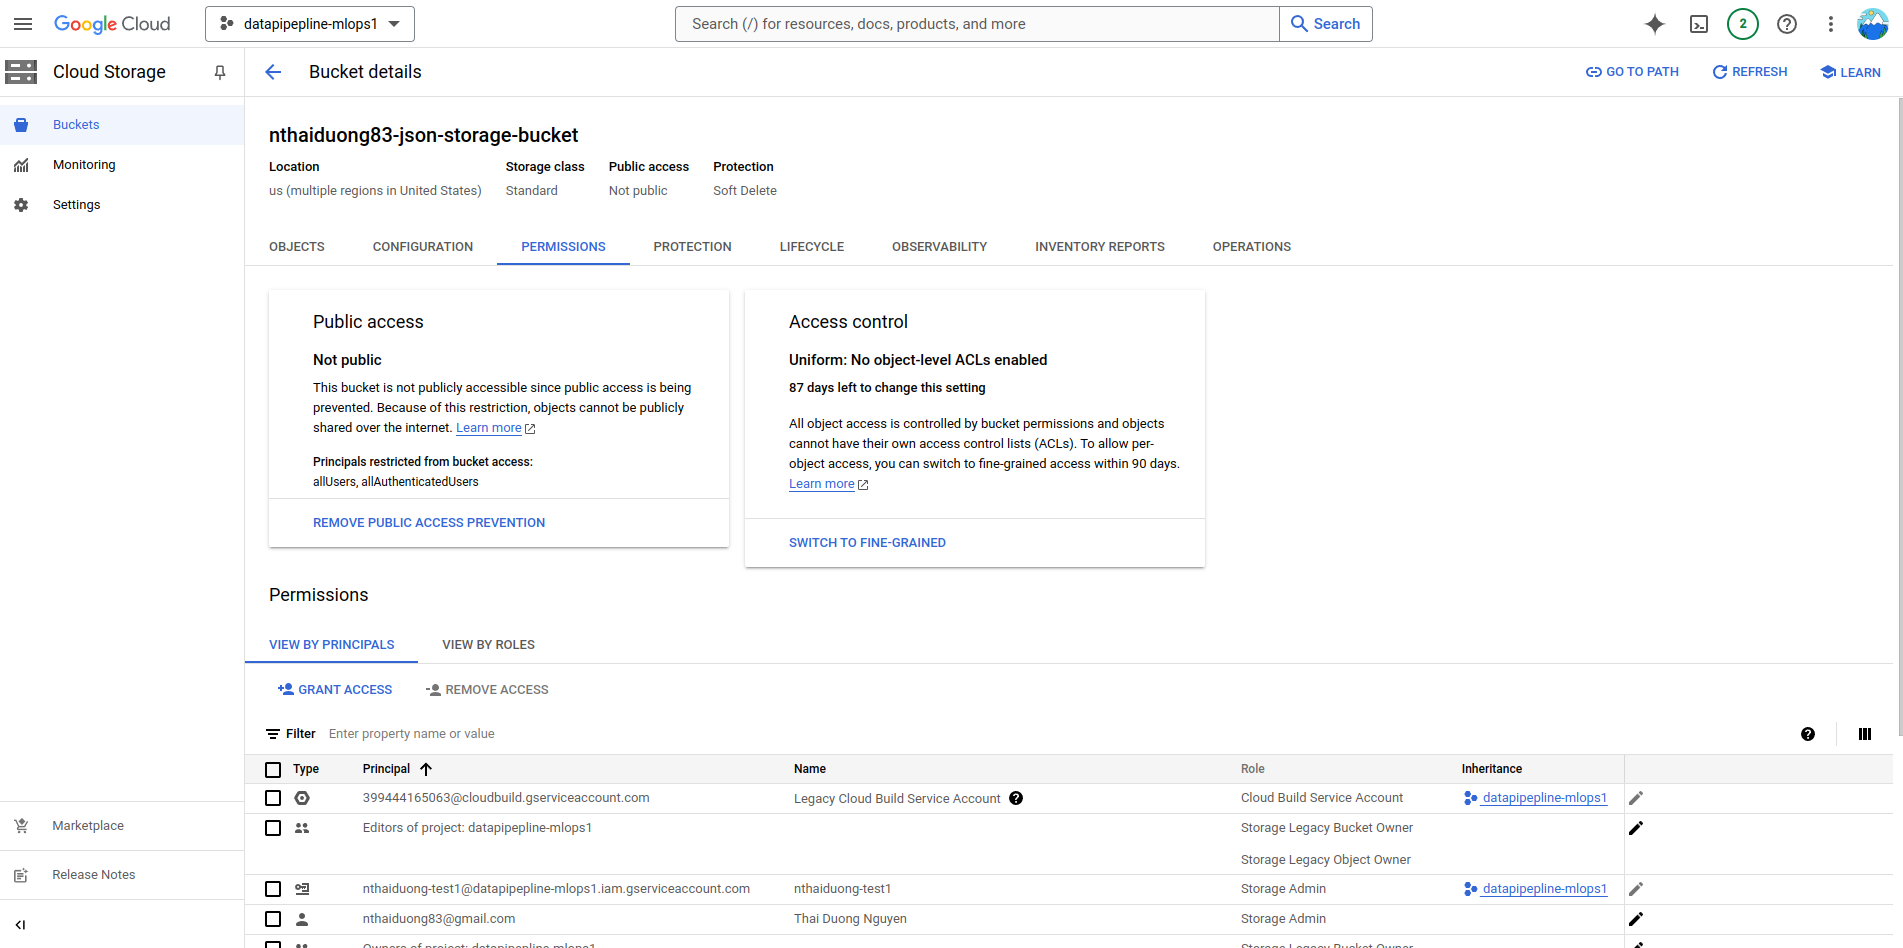 Google Cloud
datapipepline-mlops1
Search (/) for resources, docs, products, and more
Search
2
Cloud Storage
Bucket details
GO TO PATH
REFRESH
LEARN
Buckets
Monitoring
Settings
nthaiduong83-json-storage-bucket
Location Storage class Public access Protection
us (multiple regions in United States) Standard Not public Soft Delete
OBJECTS CONFIGURATION PERMISSIONS PROTECTION LIFECYCLE OBSERVABILITY INVENTORY REPORTS OPERATIONS
Public access
Not public
This bucket is not publicly accessible since public access is being
prevented. Because of this restriction, objects cannot be publicly
shared over the internet. Learn more
Principals restricted from bucket access:
allUsers, allAuthenticatedUsers
REMOVE PUBLIC ACCESS PREVENTION
Access control
Uniform: No object-level ACLs enabled
87 days left to change this setting
All object access is controlled by bucket permissions and objects
cannot have their own access control lists (ACLs). To allow per-
object access, you can switch to fine-grained access within 90 days.
Learn more
SWITCH TO FINE-GRAINED
Permissions
VIEW BY PRINCIPALS VIEW BY ROLES
GRANT ACCESS REMOVE ACCESS
Filter Enter property name or value
Type Principal Name Role Inheritance
399444165063@cloudbuild.gserviceaccount.com Legacy Cloud Build Service Account Cloud Build Service Account datapipepline-mlops1
Editors of project: datapipepline-mlops1 Storage Legacy Bucket Owner
Storage Legacy Object Owner
nthaiduong-test1@datapipepline-mlops1.iam.gserviceaccount.com nthaiduong-test1 Storage Admin datapipepline-mlops1
nthaiduong83@gmail.com Thai Duong Nguyen Storage Admin
Owners of project: datapipepline-mlops1 Storage Legacy Bucket Owner
Marketplace
Release Notes